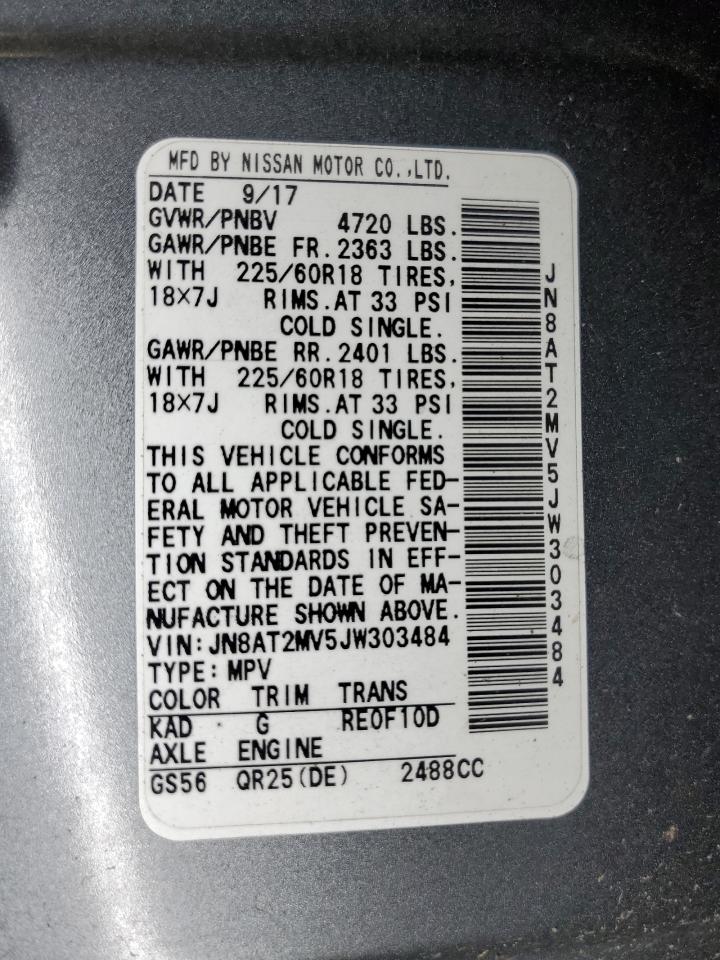 MFD BY NISSAN MOTOR CO.,LTD.
DATE 9/17
GVWR/PNBV 4720 LBS.
GAWR/PNBE FR.2363 LBS.
WITH 225/60R18 TIRES,
18×7J RIMS.AT 33 PSI
COLD SINGLE.
GAWR/PNBE RR.2401 LBS.
WITH 225/60R18 TIRES,
18×7J RIMS.AT 33 PSI
COLD SINGLE.
THIS VEHICLE CONFORMS
TO ALL APPLICABLE FED-
ERAL MOTOR VEHICLE SA-
FETY AND THEFT PREVEN-
TION STANDARDS IN EFF-
ECT ON THE DATE OF MA-
NUFACTURE SHOWN ABOVE.
VIN:JN8AT2MV5JW303484
TYPE:MPV
COLOR TRIM TRANS
KAD · G RE0F10D
AXLE ENGINE
GS56 QR25(DE) 2488CC
JN8AT2MV5JW303484